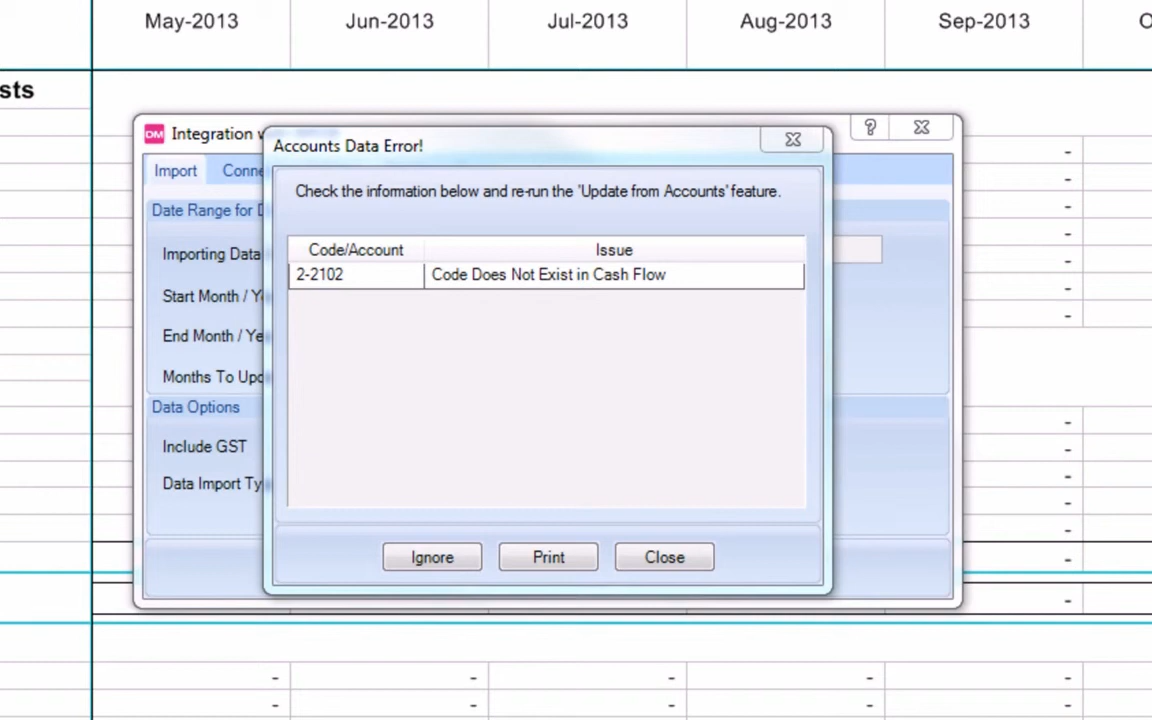 May-2013 Jun-2013 Jul-2013 Aug-2013 Sep-2013
sts
DM Integration
Accounts Data Error!
?
Import
Check the information below and re-run the 'Update from Accounts' feature.
Date Range for
Code/Account Issue
Importing Data
2-2102 Code Does Not Exist in Cash Flow
Start Month / Y
End Month / Ye
Months To Upd
Data Options
Include GST
Data Import Ty
Ignore Print Close
- - - - -
- - - - -